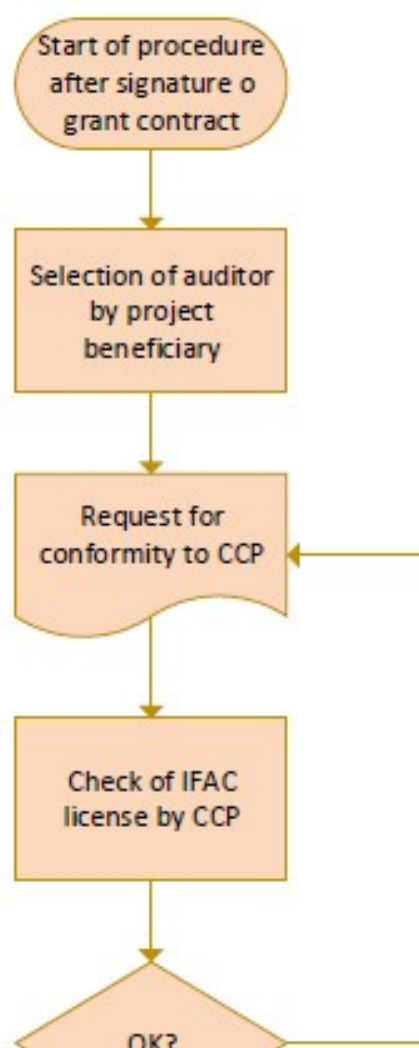 Start of procedure
after signature o
grant contract
Selection of auditor
by project
beneficiary
Request for
conformity to CCP
Check of IFAC
license by CCP
OK?